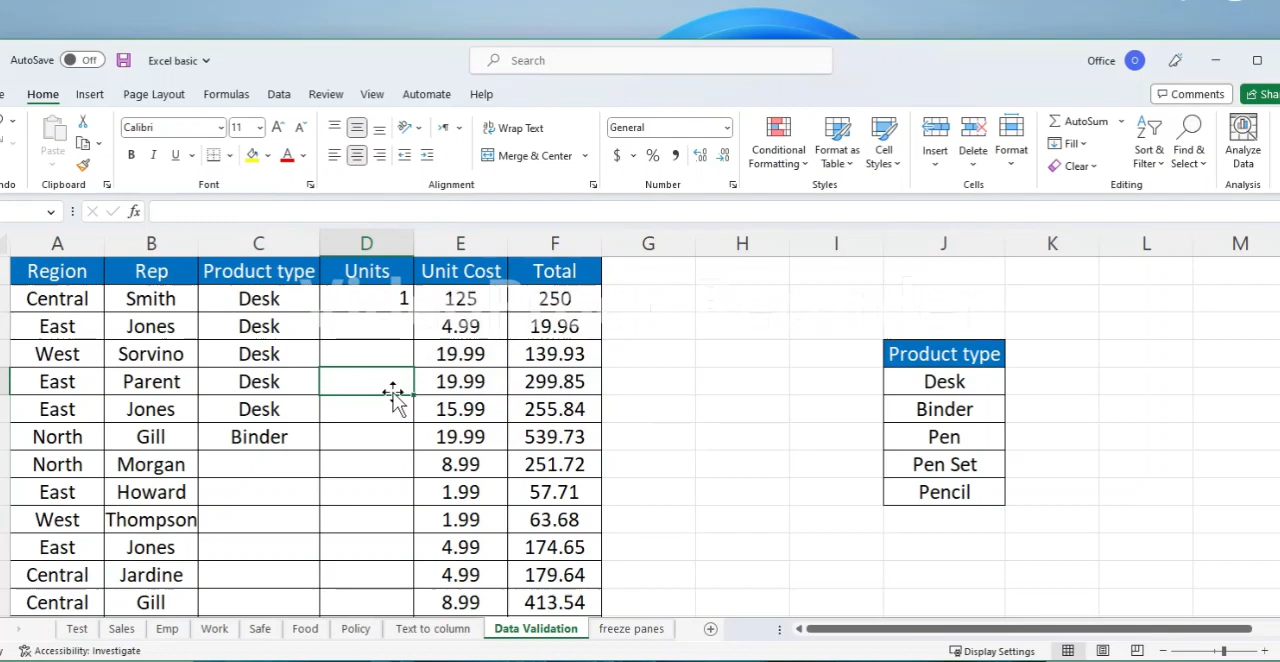 AutoSave Off Excel basic Search Office
Home Insert Page Layout Formulas Data Review View Automate Help Comments Sha
Paste Calibri 11 Wrap Text General Conditional Formatting Format as Table Cell Styles Insert Delete Format AutoSum Fill Clear Sort & Filter Find & Select Analyze Data
B I U Merge & Center $ % 9
ndo Clipboard Font Alignment Number Styles Cells Editing Analysis
fx
A B C D E F G H I J K L M
Region Rep Product type Units Unit Cost Total
Central Smith Desk 1 125 250
East Jones Desk 4.99 19.96
West Sorvino Desk 19.99 139.93 Product type
East Parent Desk 19.99 299.85 Desk
East Jones Desk 15.99 255.84 Binder
North Gill Binder 19.99 539.73 Pen
North Morgan 8.99 251.72 Pen Set
East Howard 1.99 57.71 Pencil
West Thompson 1.99 63.68
East Jones 4.99 174.65
Central Jardine 4.99 179.64
Central Gill 8.99 413.54
Test Sales Emp Work Safe Food Policy Text to column Data Validation freeze panes
Accessibility: Investigate Display Settings